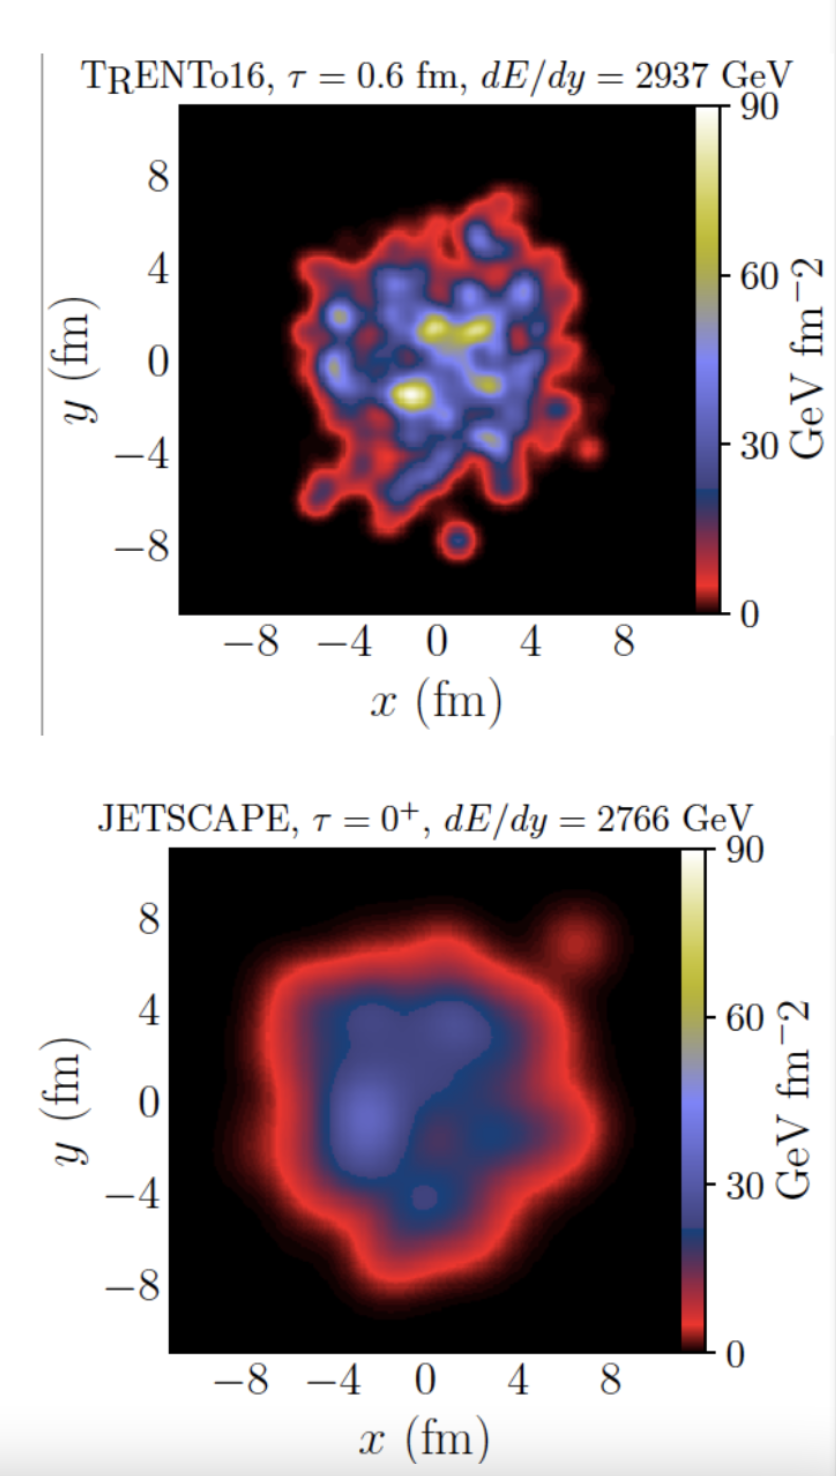 TRENTo16, τ = 0.6 fm, dE/dy = 2937 GeV
90
8
4
60
0
y (fm)
GeV fm−2
−4
30
−8
0
−8 −4 0 4 8
x (fm)
JETSCAPE, τ = 0+, dE/dy = 2766 GeV
90
8
4
60
0
y (fm)
GeV fm−2
−4
30
−8
0
−8 −4 0 4 8
x (fm)